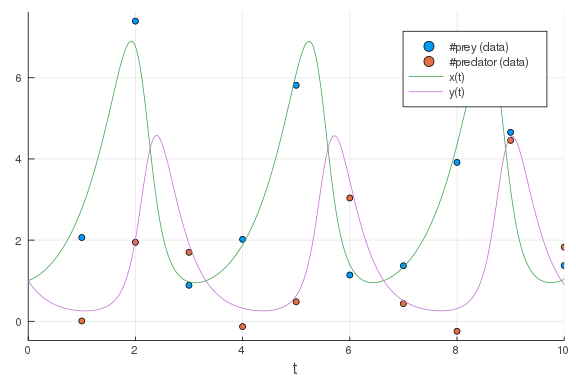 #prey (data)
#predator (data)
x(t)
y(t)
6
4
2
0
0 2 4 6 8 10
t